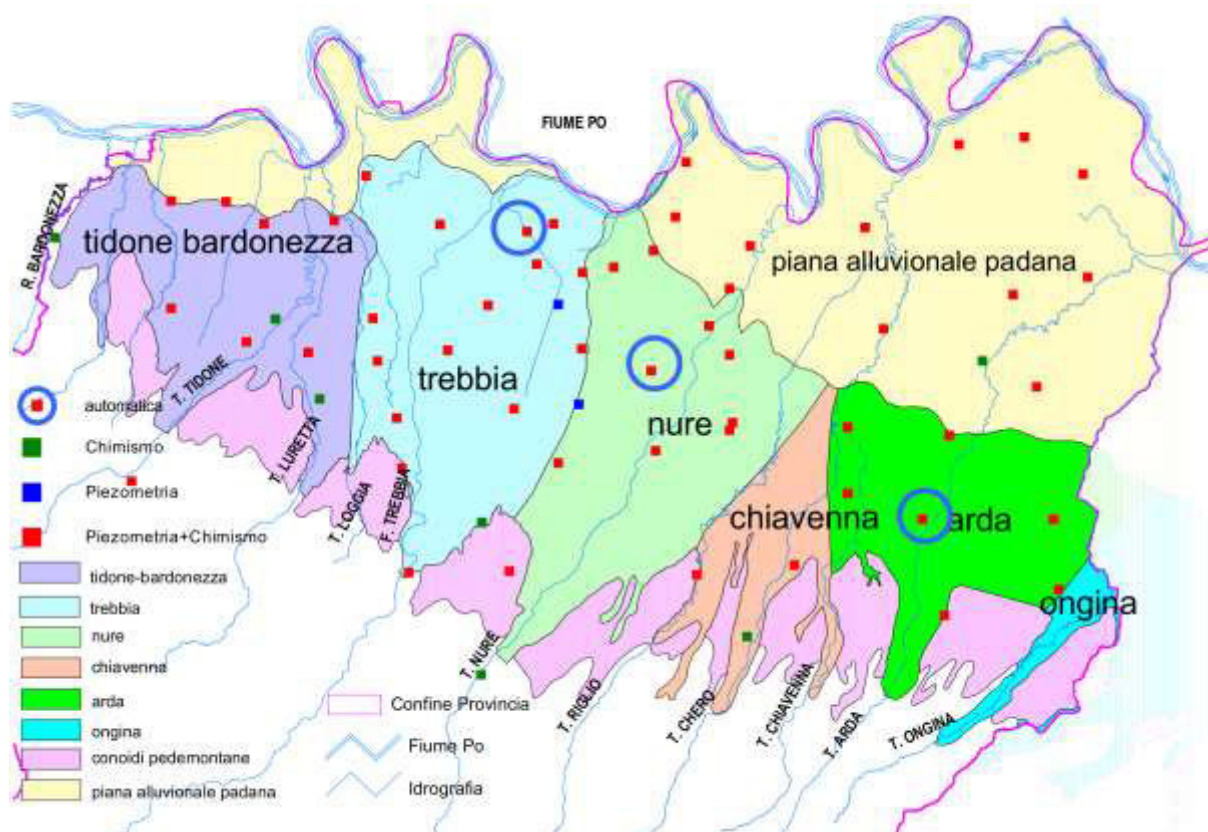 FIUME PO
R. BARDONEZZA
tidone bardonezza
piana alluvionale padana
trebbia
nure
T. TIDONE
T. LURETTA
T. LOGGIA
F. TREBBIA
chiavenna
arda
ongina
T. NURE
T. RIGLIO
T. CHERO
T. CHIAVENNA
T. ARDA
T. ONGINA
automatica
Chimismo
Piezometria
Piezometria+Chimismo
tidone-bardonezza
trebbia
nure
chiavenna
arda
ongina
conoidi pedemontane
piana alluvionale padana
Confine Provincia
Fiume Po
Idrografia